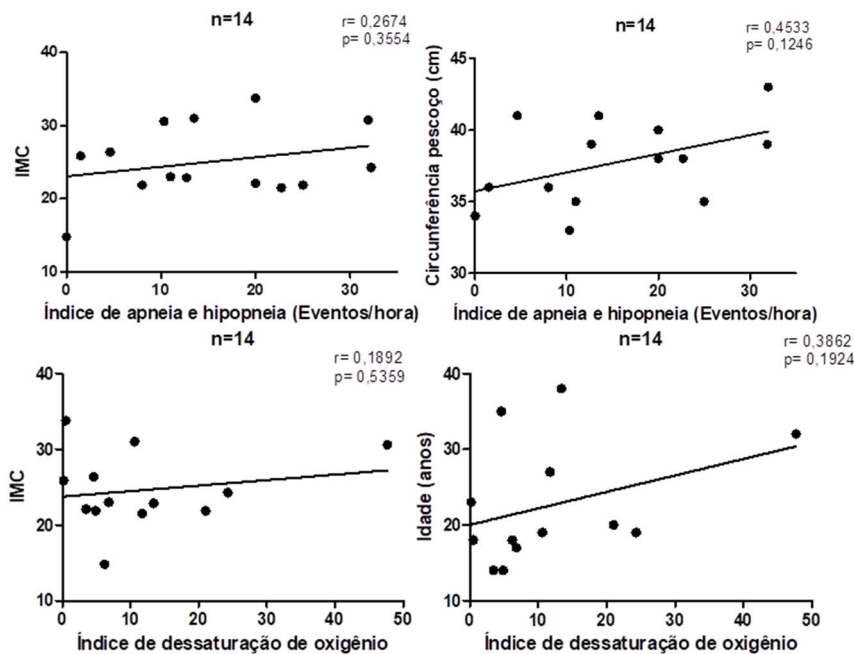 n=14
r= 0,2674
p= 0,3554
IMC
40
30
20
10
0
10
20
30
Índice de apneia e hipopneia (Eventos/hora)
n=14
r= 0,4533
p= 0,1246
Circunferência pescoço (cm)
45
40
35
30
0
10
20
30
Índice de apneia e hipopneia (Eventos/hora)
n=14
r= 0,1892
p= 0,5359
IMC
40
30
20
10
0
10
20
30
40
50
Índice de dessaturação de oxigênio
n=14
r= 0,3862
p= 0,1924
Idade (anos)
40
30
20
10
0
10
20
30
40
50
Índice de dessaturação de oxigênio